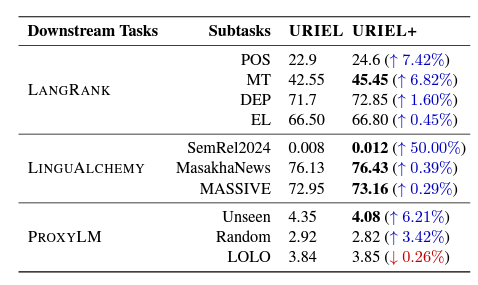 Downstream Tasks Subtasks URIEL URIEL+
LANGRANK
POS 22.9 24.6 (↑ 7.42%)
MT 42.55 45.45 (↑ 6.82%)
DEP 71.7 72.85 (↑ 1.60%)
EL 66.50 66.80 (↑ 0.45%)
LINGUALCHEMY
SemRel2024 0.008 0.012 (↑ 50.00%)
MasakhaNews 76.13 76.43 (↑ 0.39%)
MASSIVE 72.95 73.16 (↑ 0.29%)
PROXYLM
Unseen 4.35 4.08 (↑ 6.21%)
Random 2.92 2.82 (↑ 3.42%)
LOLO 3.84 3.85 (↓ 0.26%)